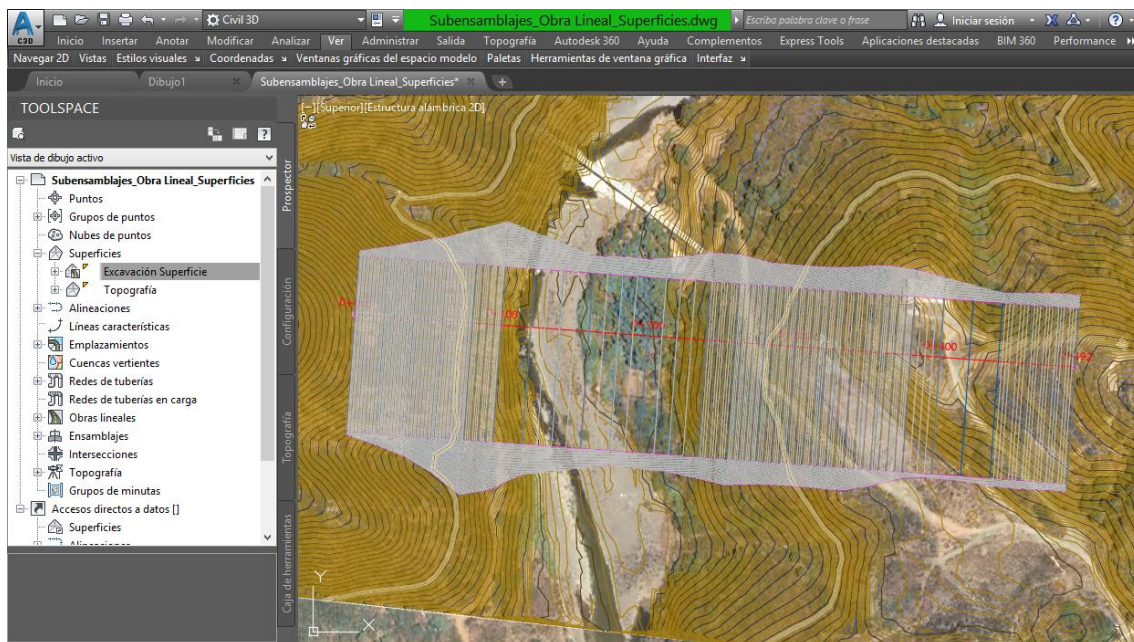 Civil 3D
Subensamblajes_Obra Lineal_Superficies.dwg
Escriba palabra clave o frase
Iniciar sesión
C3D
Inicio Insertar Anotar Modificar Analizar Ver Administrar Salida Topografía Autodesk 360 Ayuda Complementos Express Tools Aplicaciones destacadas BIM 360 Performance
Navegar 2D Vistas Estilos visuales Coordenadas Ventanas gráficas del espacio modelo Paletas Herramientas de ventana gráfica Interfaz
Inicio Dibujo1 Subensamblajes_Obra Lineal_Superficies*
TOOLSPACE
Vista de dibujo activo
Subensamblajes_Obra Lineal_Superficies
Puntos
Grupos de puntos
Nubes de puntos
Superficies
Excavación Superficie
Topografía
Alineaciones
Líneas características
Emplazamientos
Cuencas vertientes
Redes de tuberías
Redes de tuberías en carga
Obras lineales
Ensamblajes
Intersecciones
Topografía
Grupos de minutas
Accesos directos a datos []
Superficies
Alineaciones
Prospector
Configuración
Topografía
Caja de herramientas
[-][Superior][Estructura alámbrica 2D]
Y
X